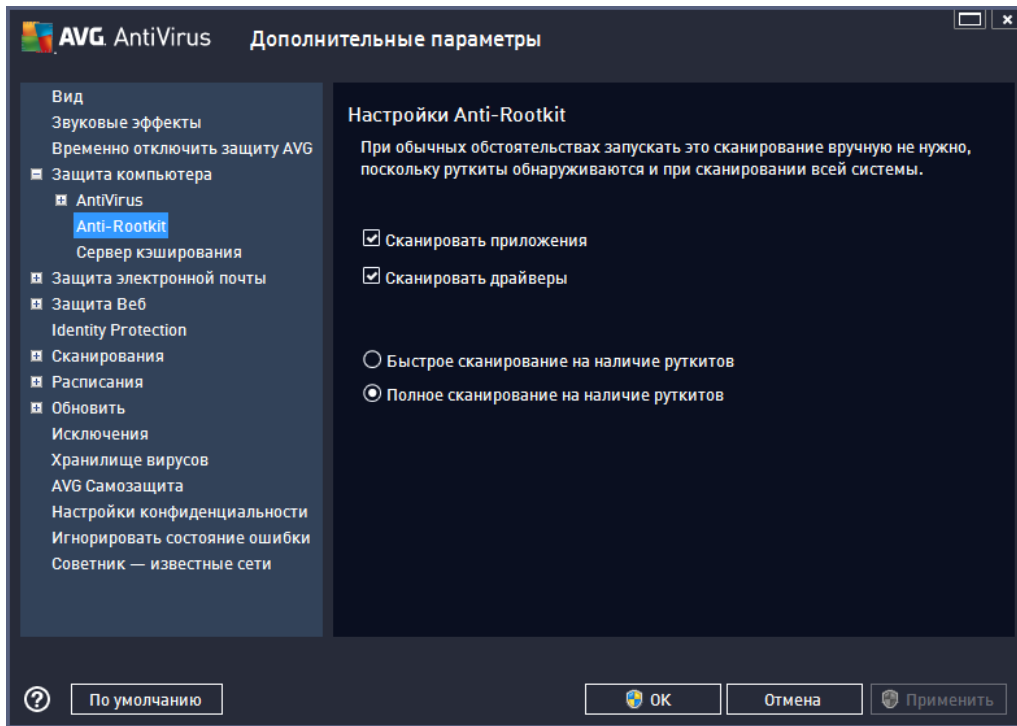 AVG. AntiVirus
Дополнительные параметры
Вид
Звуковые эффекты
Временно отключить защиту AVG
Защита компьютера
AntiVirus
Anti-Rootkit
Сервер кэширования
Защита электронной почты
Защита Веб
Identity Protection
Сканирования
Расписания
Обновить
Исключения
Хранилище вирусов
AVG Самозащита
Настройки конфиденциальности
Игнорировать состояние ошибки
Советник — известные сети
Настройки Anti-Rootkit
При обычных обстоятельствах запускать это сканирование вручную не нужно,
поскольку руткиты обнаруживаются и при сканировании всей системы.
Сканировать приложения
Сканировать драйверы
Быстрое сканирование на наличие руткитов
Полное сканирование на наличие руткитов
По умолчанию
ОК
Отмена
Применить